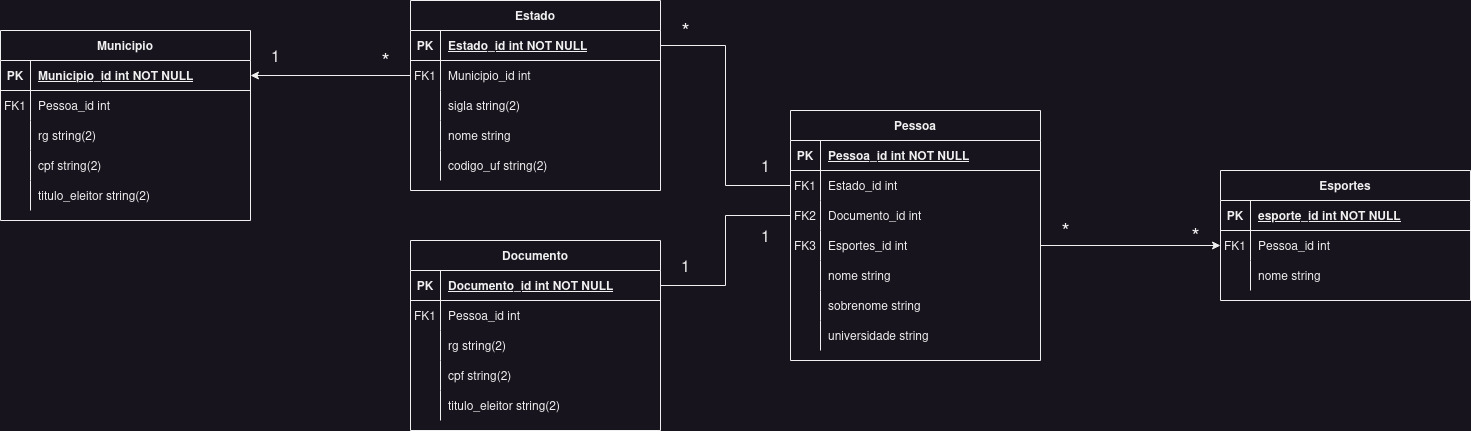 Municipio
PK Municipio_id int NOT NULL
FK1 Pessoa_id int
rg string(2)
cpf string(2)
titulo_eleitor string(2)
1
*
Estado
PK Estado_id int NOT NULL
FK1 Municipio_id int
sigla string(2)
nome string
codigo_uf string(2)
*
1
Documento
PK Documento_id int NOT NULL
FK1 Pessoa_id int
rg string(2)
cpf string(2)
titulo_eleitor string(2)
1
1
Pessoa
PK Pessoa_id int NOT NULL
FK1 Estado_id int
FK2 Documento_id int
FK3 Esportes_id int
nome string
sobrenome string
universidade string
*
*
Esportes
PK esporte_id int NOT NULL
FK1 Pessoa_id int
nome string